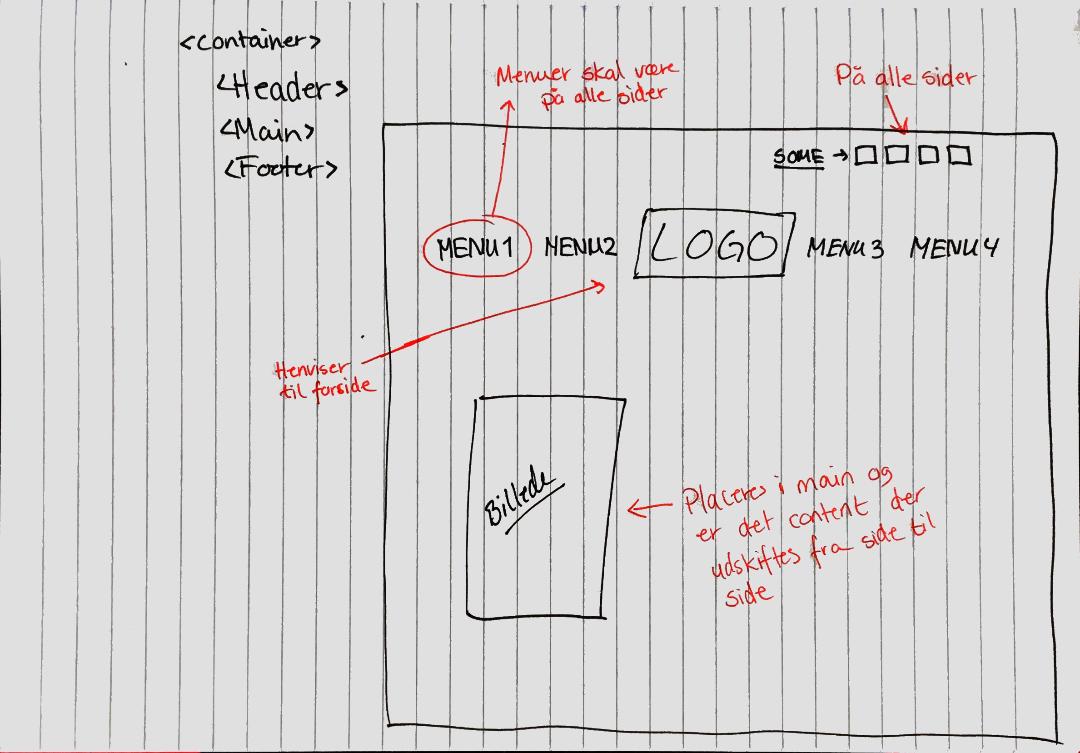 <Container>
<Header>
<Main>
<Footer>
Menuer skal være
på alle sider
På alle sider
SOME →
MENU1 MENU2 LOGO MENU3 MENU4
Henviser
til forside
Billede
Placeres i main og
er det content der
udskiftes fra side til
side